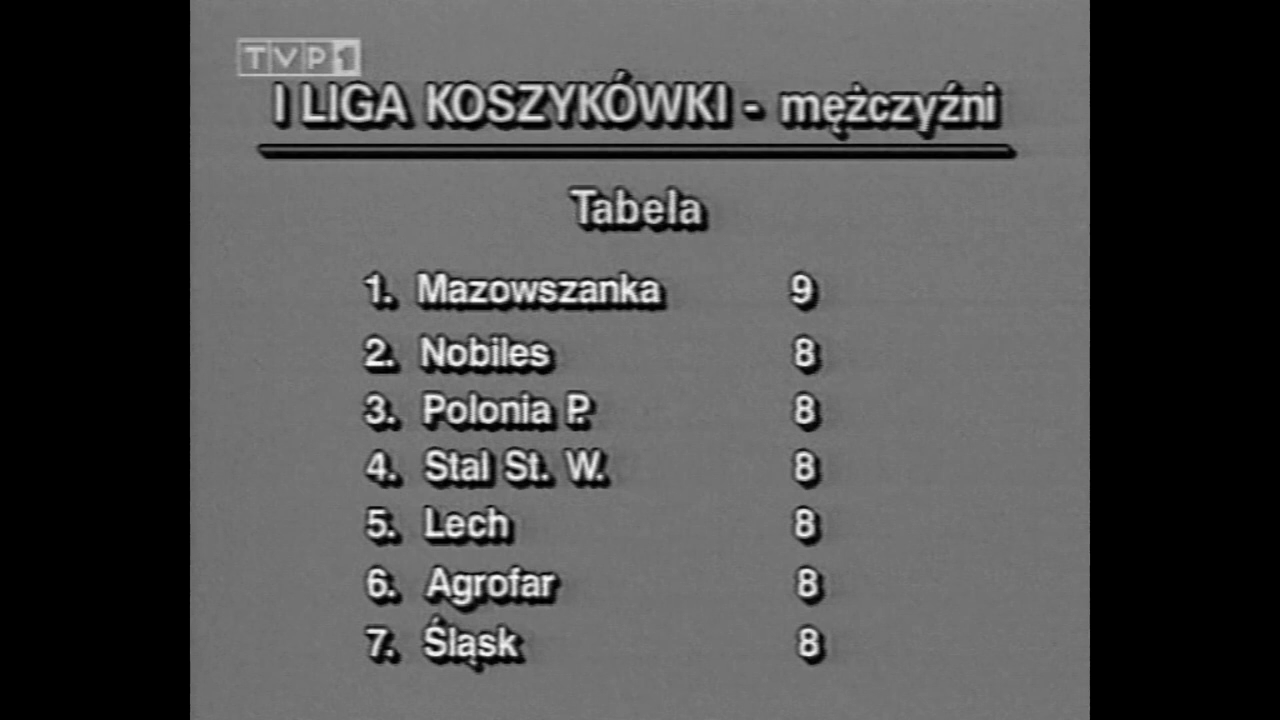 TVP1
I LIGA KOSZYKÓWKI - mężczyźni
Tabela
1. Mazowszanka 9
2. Nobiles 8
3. Polonia P. 8
4. Stal St. W. 8
5. Lech 8
6. Agrofar 8
7. Śląsk 8